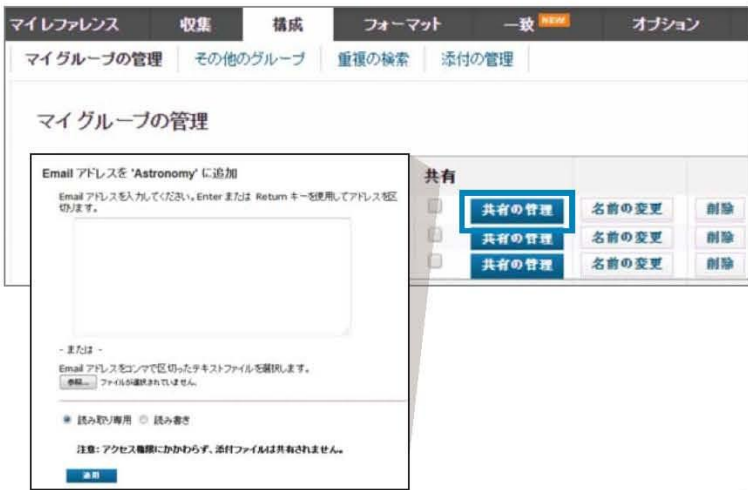 マイレファレンス 収集 構成 フォーマット 一致 NEW オプション
マイグループの管理 その他のグループ 重複の検索 添付の管理
マイ グループの管理
Email アドレスを 'Astronomy' に追加
Email アドレスを入力してください。Enter または Return キーを使用してアドレスを区
切ります。
- または -
Email アドレスをコンマで区切ったテキストファイルを選択します。
参照... ファイルが選択されていません。
読み取り専用 読み書き
注意: アクセス権限にかかわらず、添付ファイルは共有されません。
適用
共有
共有の管理 名前の変更 削除
共有の管理 名前の変更 削除
共有の管理 名前の変更 削除